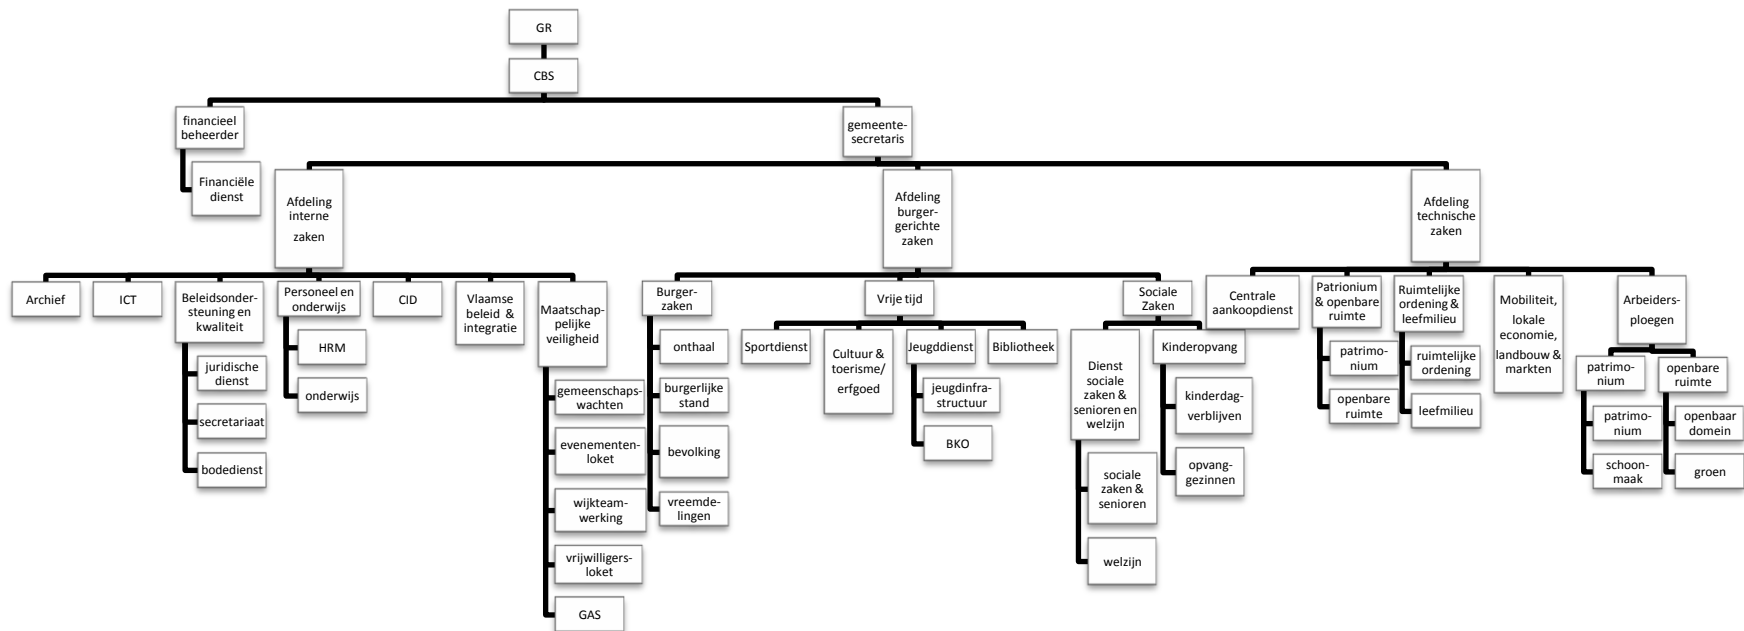 GR
CBS
financieel
beheerder
Financiële
dienst
gemeente-
secretaris
Afdeling
interne
zaken
Archief
ICT
Beleidsonder-
steuning en
kwaliteit
juridische
dienst
secretariaat
bodedienst
Personeel en
onderwijs
HRM
onderwijs
CID
Vlaamse
beleid &
integratie
Maatschap-
pelijke
veiligheid
gemeenschaps-
wachten
evenementen-
loket
wijkteam-
werking
vrijwilligers-
loket
GAS
Afdeling
burger-
gerichte
zaken
Burger-
zaken
onthaal
burgerlijke
stand
bevolking
vreemde-
lingen
Vrije tijd
Sportdienst
Cultuur &
toerisme/
erfgoed
Jeugddienst
jeugdinfra-
structuur
BKO
Bibliotheek
Sociale
Zaken
Dienst
sociale
zaken &
senioren en
welzijn
sociale
zaken &
senioren
welzijn
Kinderopvang
kinderdag-
verblijven
opvang-
gezinnen
Afdeling
technische
zaken
Centrale
aankoopdienst
Patrionium
& openbare
ruimte
patrimo-
nium
openbare
ruimte
Ruimtelijke
ordening &
leefmilieu
ruimtelijke
ordening
leefmilieu
Mobiliteit,
lokale
economie,
landbouw &
markten
Arbeiders-
ploegen
patrimo-
nium
patrimo-
nium
schoon-
maak
openbare
ruimte
openbaar
domein
groen